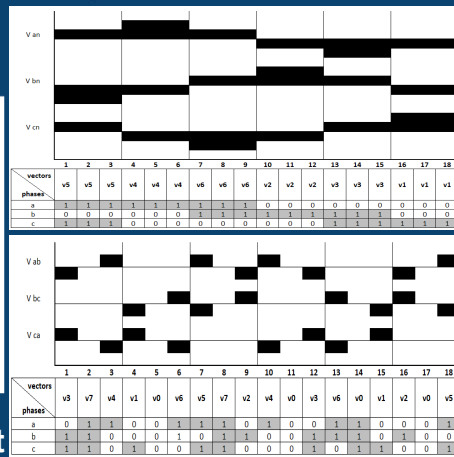 V an
V bn
V cn
1 2 3 4 5 6 7 8 9 10 11 12 13 14 15 16 17 18
vectors
v5 v5 v5 v4 v4 v4 v6 v6 v6 v2 v2 v2 v3 v3 v3 v1 v1 v1
phases
a 1 1 1 1 1 1 1 1 1 0 0 0 0 0 0 0 0 0
b 0 0 0 0 0 0 1 1 1 1 1 1 1 1 1 0 0 0
c 1 1 1 0 0 0 0 0 0 0 0 0 1 1 1 1 1 1
V ab
V bc
V ca
1 2 3 4 5 6 7 8 9 10 11 12 13 14 15 16 17 18
vectors
v3 v7 v4 v1 v0 v6 v5 v7 v2 v4 v0 v2 v7 v6 v1 v2 v0 v5
phases
a 0 1 1 0 0 1 1 1 0 1 0 0 1 1 0 0 0 1
b 1 1 0 0 0 1 0 1 1 0 0 1 1 1 0 1 0 0
c 1 1 0 1 0 0 1 1 0 0 0 0 1 0 1 0 0 1